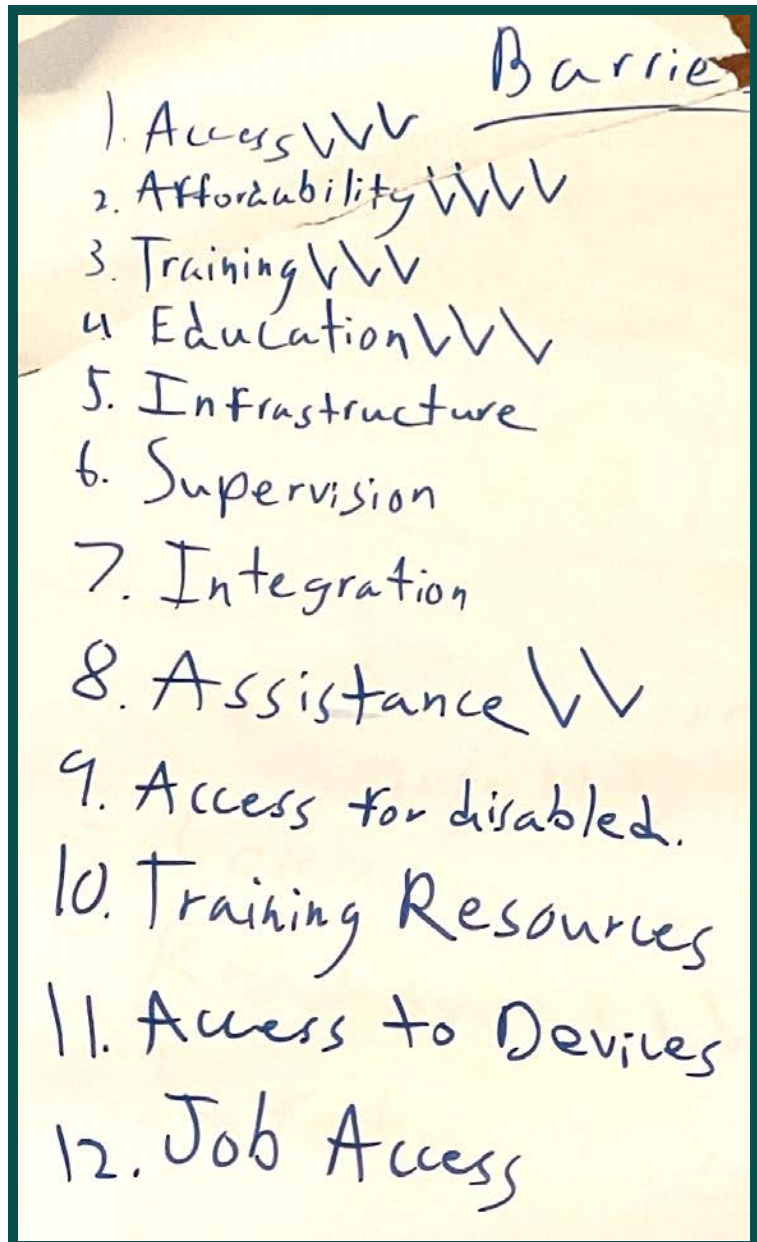 Barrie
1. Access ✓✓✓
2. Affordability ✓✓✓✓
3. Training ✓✓✓
4 Education ✓✓✓
5. Infrastructure
6. Supervision
7. Integration
8. Assistance ✓✓
9. Access for disabled.
10. Training Resources
11. Access to Devices
12. Job Access